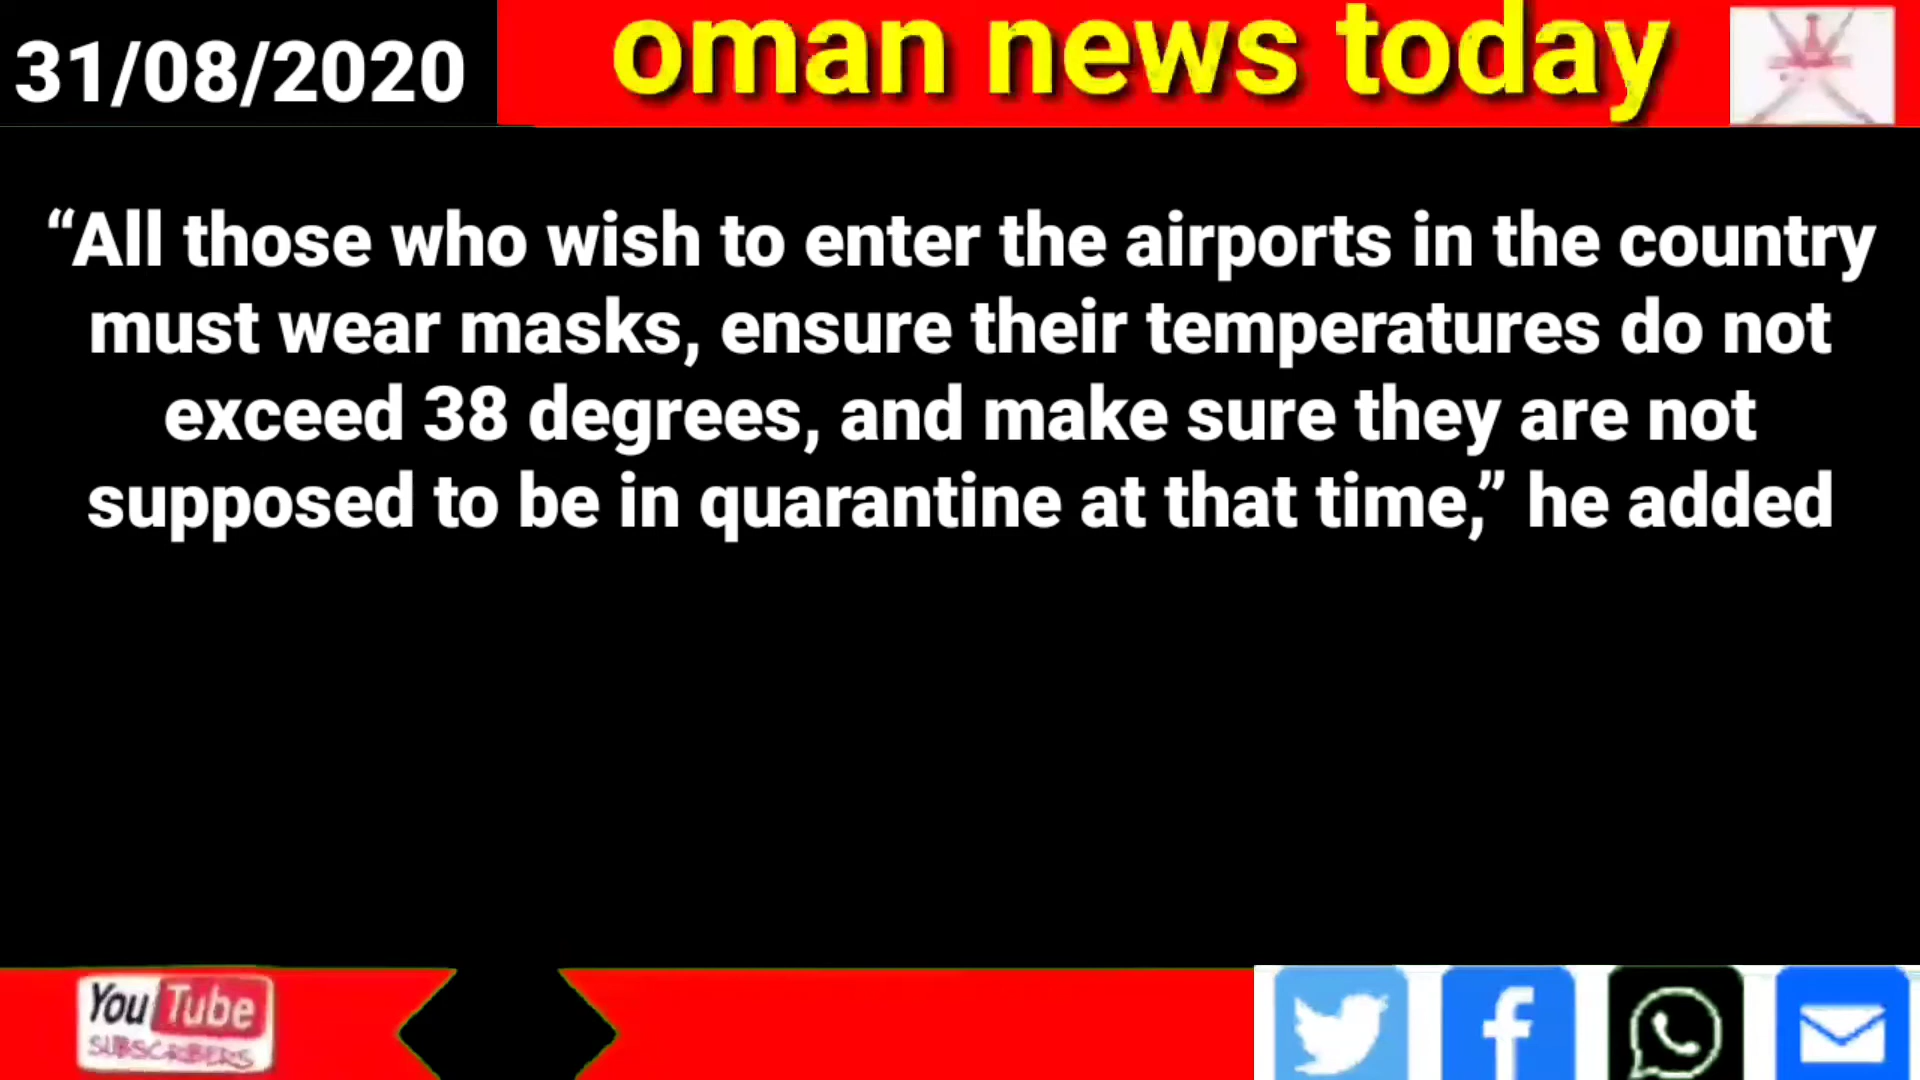 31/08/2020
oman news today
“All those who wish to enter the airports in the country
must wear masks, ensure their temperatures do not
exceed 38 degrees, and make sure they are not
supposed to be in quarantine at that time,” he added
YouTube
SUBSCRIBERS